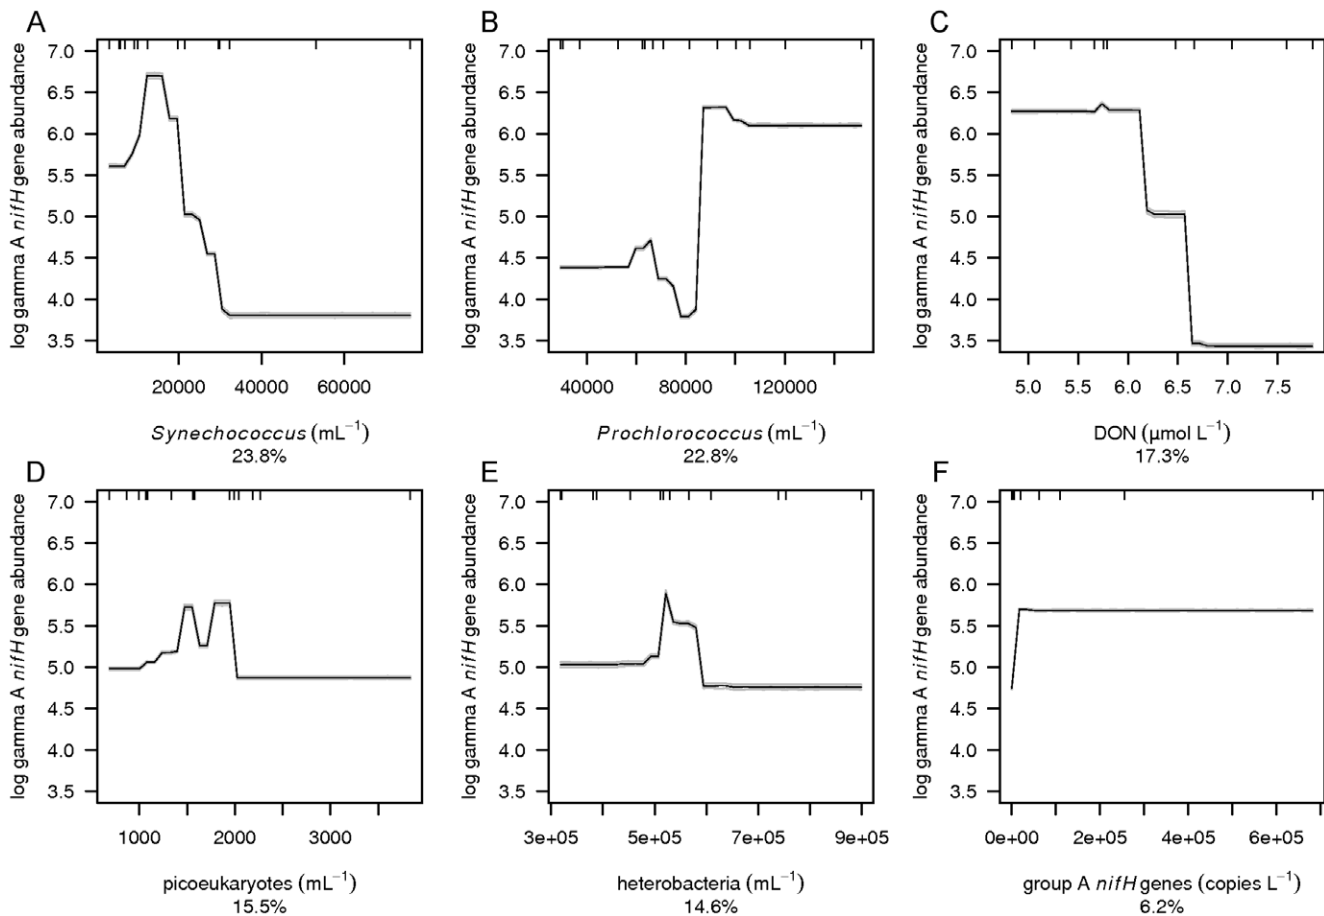 A
log gamma A nifH gene abundance
7.0
6.5
6.0
5.5
5.0
4.5
4.0
3.5
20000 40000 60000
Synechococcus (mL⁻¹)
23.8%
B
log gamma A nifH gene abundance
7.0
6.5
6.0
5.5
5.0
4.5
4.0
3.5
40000 80000 120000
Prochlorococcus (mL⁻¹)
22.8%
C
log gamma A nifH gene abundance
7.0
6.5
6.0
5.5
5.0
4.5
4.0
3.5
5.0 5.5 6.0 6.5 7.0 7.5
DON (µmol L⁻¹)
17.3%
D
log gamma A nifH gene abundance
7.0
6.5
6.0
5.5
5.0
4.5
4.0
3.5
1000 2000 3000
picoeukaryotes (mL⁻¹)
15.5%
E
log gamma A nifH gene abundance
7.0
6.5
6.0
5.5
5.0
4.5
4.0
3.5
3e+05 5e+05 7e+05 9e+05
heterobacteria (mL⁻¹)
14.6%
F
log gamma A nifH gene abundance
7.0
6.5
6.0
5.5
5.0
4.5
4.0
3.5
0e+00 2e+05 4e+05 6e+05
group A nifH genes (copies L⁻¹)
6.2%